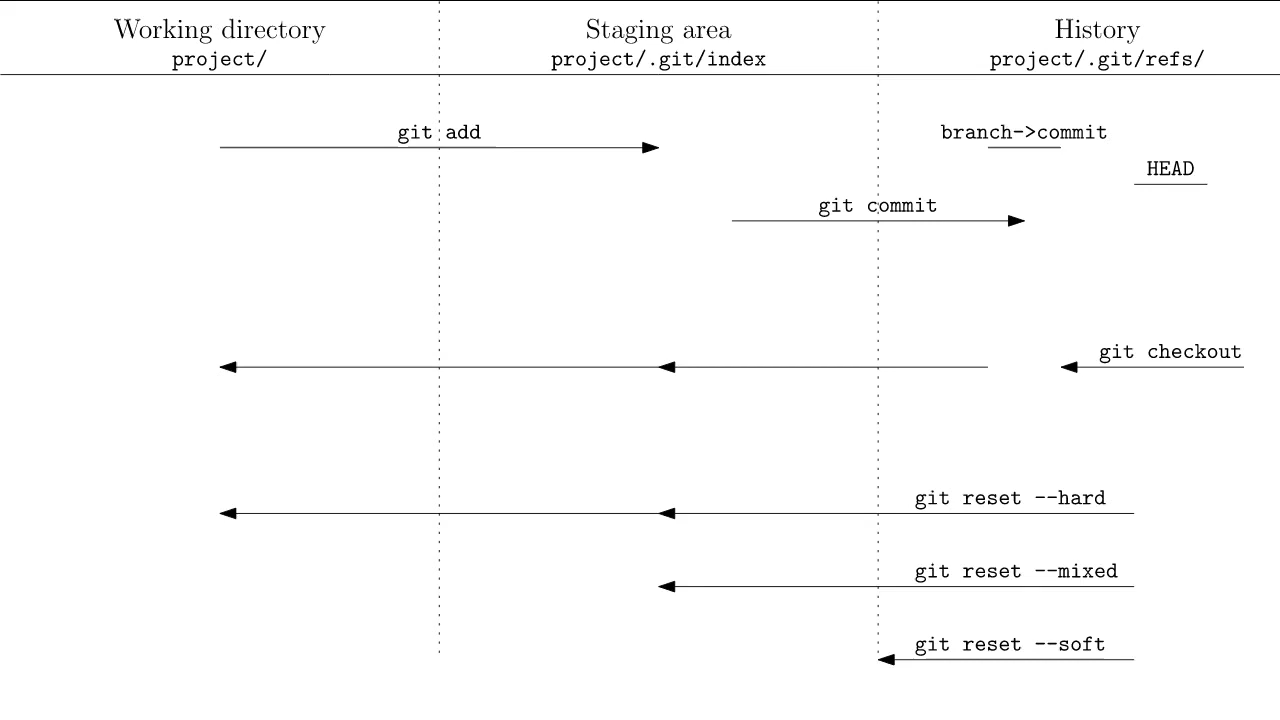 Working directory
project/
Staging area
project/.git/index
History
project/.git/refs/
git add
branch->commit
HEAD
git commit
git checkout
git reset --hard
git reset --mixed
git reset --soft